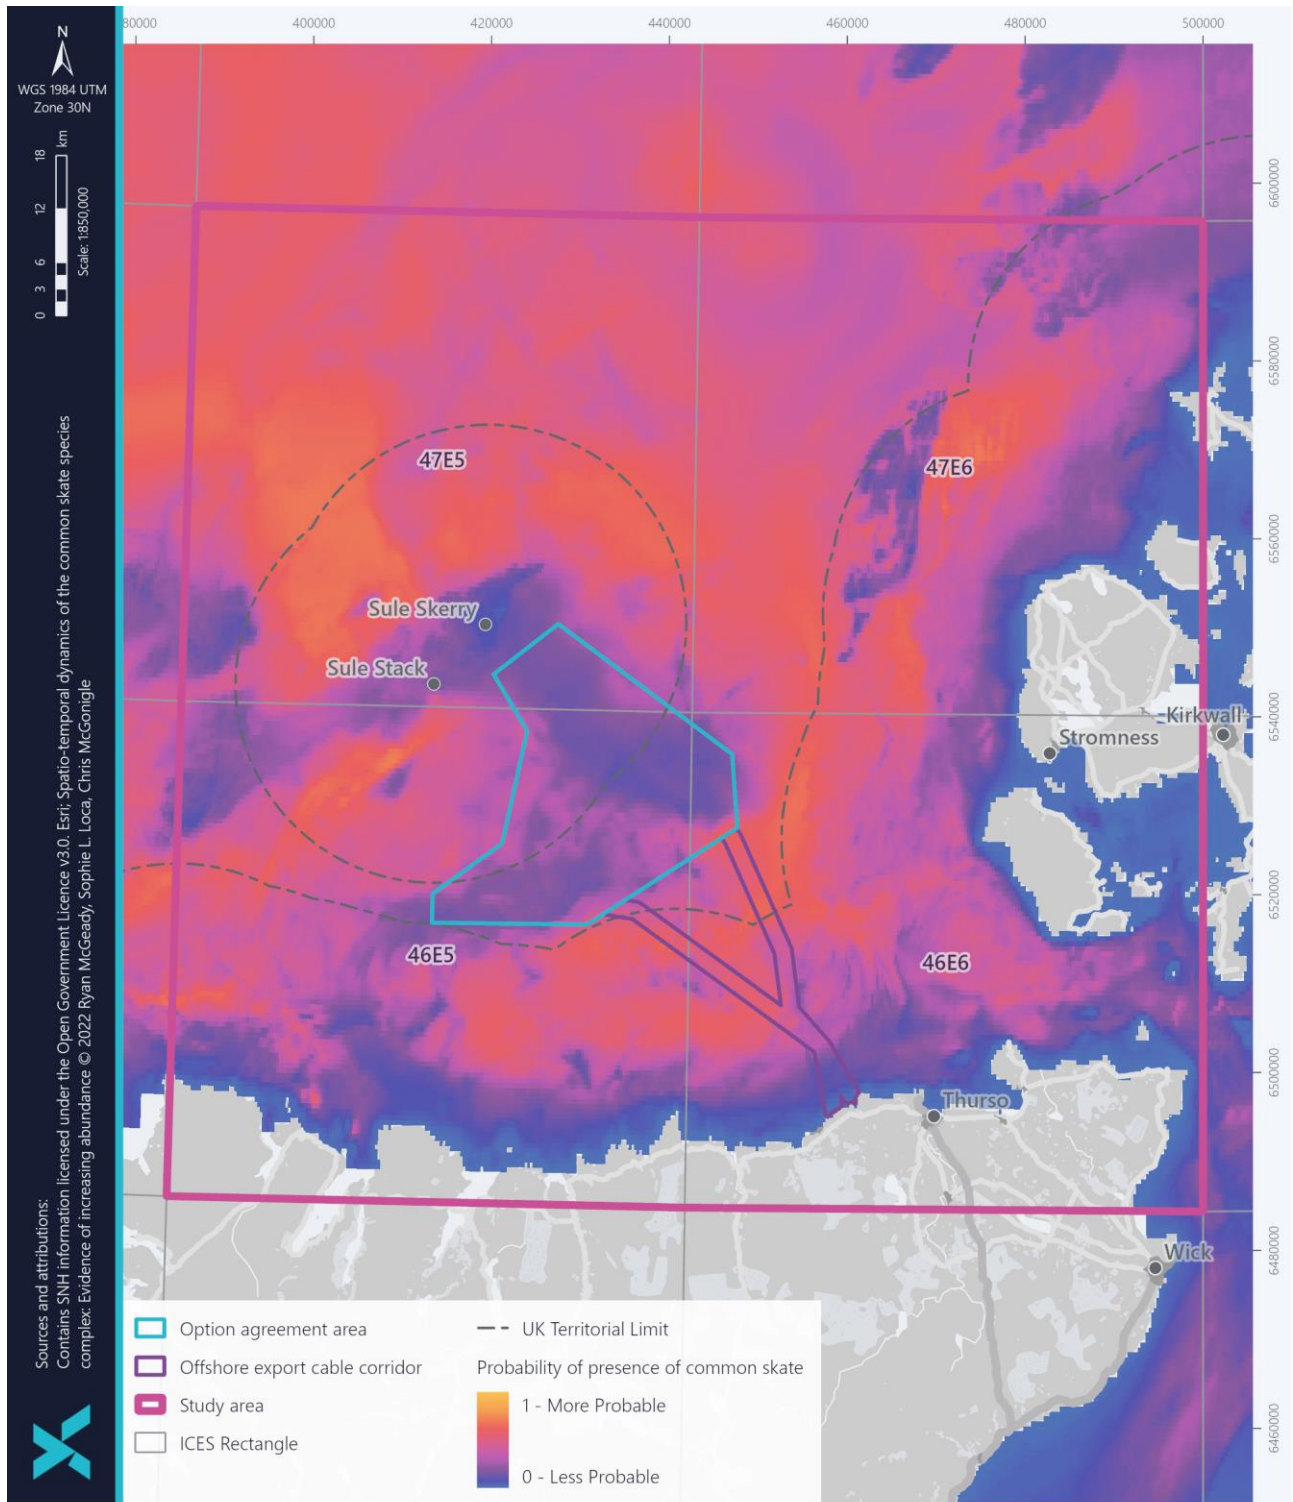 80000 400000 420000 440000 460000 480000 500000
N
WGS 1984 UTM
Zone 30N
0 3 6 12 18 km
Scale: 1:850,000
6600000
6580000
6560000
6540000
6520000
6500000
6480000
6460000
47E5
47E6
Sule Skerry
Sule Stack
Kirkwall
Stromness
46E5
46E6
Thurso
Wick
Sources and attributions:
Contains SNH information licensed under the Open Government Licence v3.0. Esri; Spatio-temporal dynamics of the common skate species
complex: Evidence of increasing abundance © 2022 Ryan McGeady, Sophie L. Loca, Chris McGonigle
Option agreement area
Offshore export cable corridor
Study area
ICES Rectangle
UK Territorial Limit
Probability of presence of common skate
1 - More Probable
0 - Less Probable